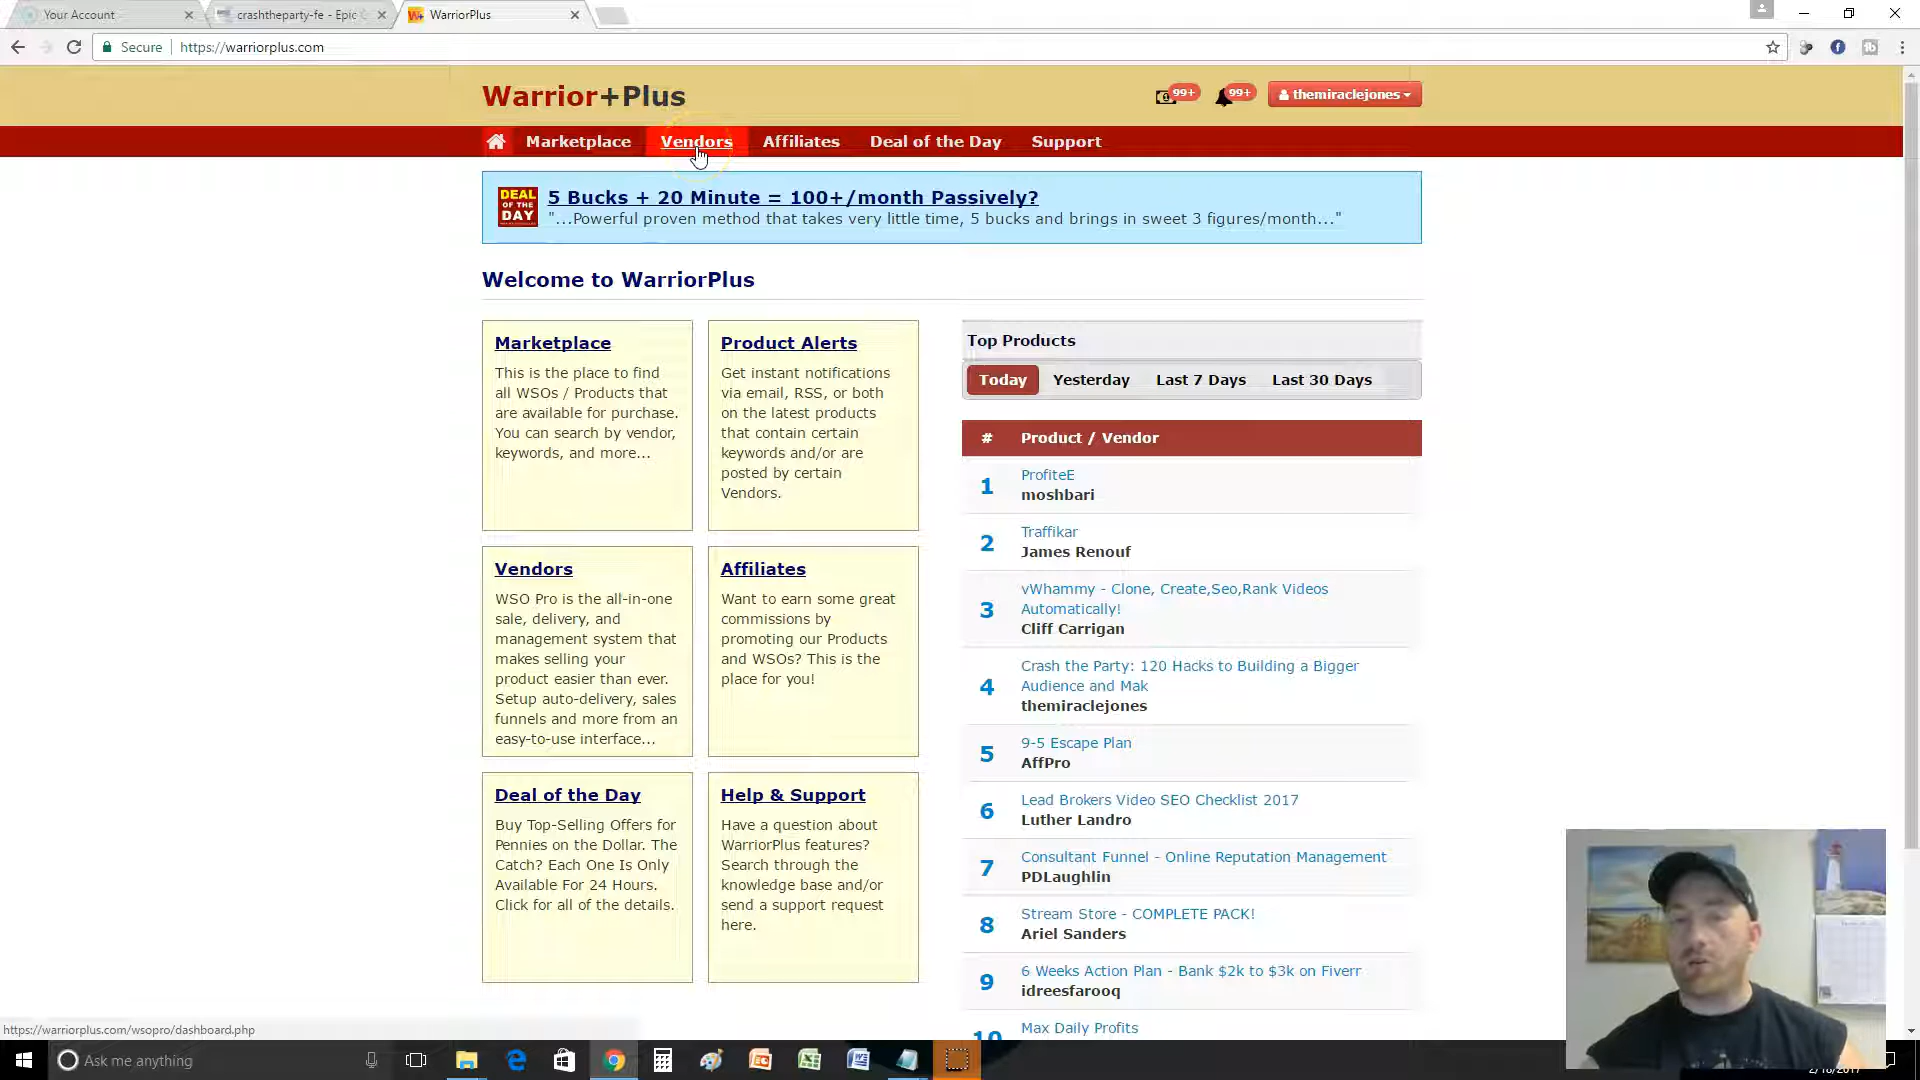 Your Account
crashtheparty-fe - Epic
WarriorPlus
Secure
https://warriorplus.com
Warrior+Plus
99+
99+
themiraclejones
Marketplace
Vendors
Affiliates
Deal of the Day
Support
DEAL
OF THE
DAY
5 Bucks + 20 Minute = 100+/month Passively?
"...Powerful proven method that takes very little time, 5 bucks and brings in sweet 3 figures/month..."
Welcome to WarriorPlus
Marketplace
This is the place to find
all WSOs / Products that
are available for purchase.
You can search by vendor,
keywords, and more...
Product Alerts
Get instant notifications
via email, RSS, or both
on the latest products
that contain certain
keywords and/or are
posted by certain
Vendors.
Vendors
WSO Pro is the all-in-one
sale, delivery, and
management system that
makes selling your
product easier than ever.
Setup auto-delivery, sales
funnels and more from an
easy-to-use interface...
Affiliates
Want to earn some great
commissions by
promoting our Products
and WSOs? This is the
place for you!
Deal of the Day
Buy Top-Selling Offers for
Pennies on the Dollar. The
Catch? Each One Is Only
Available For 24 Hours.
Click for all of the details.
Help & Support
Have a question about
WarriorPlus features?
Search through the
knowledge base and/or
send a support request
here.
Top Products
Today
Yesterday
Last 7 Days
Last 30 Days
# Product / Vendor
1 ProfiteE
moshbari
2 Traffikar
James Renouf
3 vWhammy - Clone, Create,Seo,Rank Videos
Automatically!
Cliff Carrigan
4 Crash the Party: 120 Hacks to Building a Bigger
Audience and Mak
themiraclejones
5 9-5 Escape Plan
AffPro
6 Lead Brokers Video SEO Checklist 2017
Luther Landro
7 Consultant Funnel - Online Reputation Management
PDLaughlin
8 Stream Store - COMPLETE PACK!
Ariel Sanders
9 6 Weeks Action Plan - Bank $2k to $3k on Fiverr
idreesfarooq
10 Max Daily Profits
https://warriorplus.com/wsopro/dashboard.php
Ask me anything